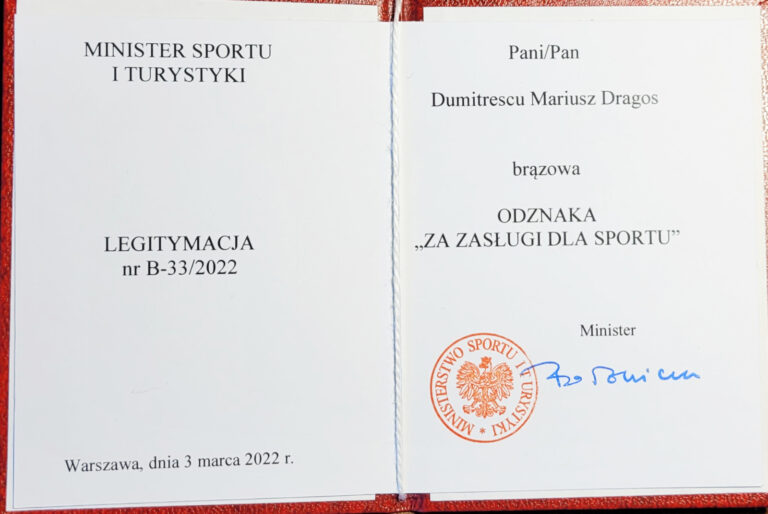 MINISTER SPORTU
I TURYSTYKI
LEGITYMACJA
nr B-33/2022
Warszawa, dnia 3 marca 2022 r.
Pani/Pan
Dumitrescu Mariusz Dragos
brązowa
ODZNAKA
„ZA ZASŁUGI DLA SPORTU”
Minister
MINISTERSTWO SPORTU I TURYSTYKI *